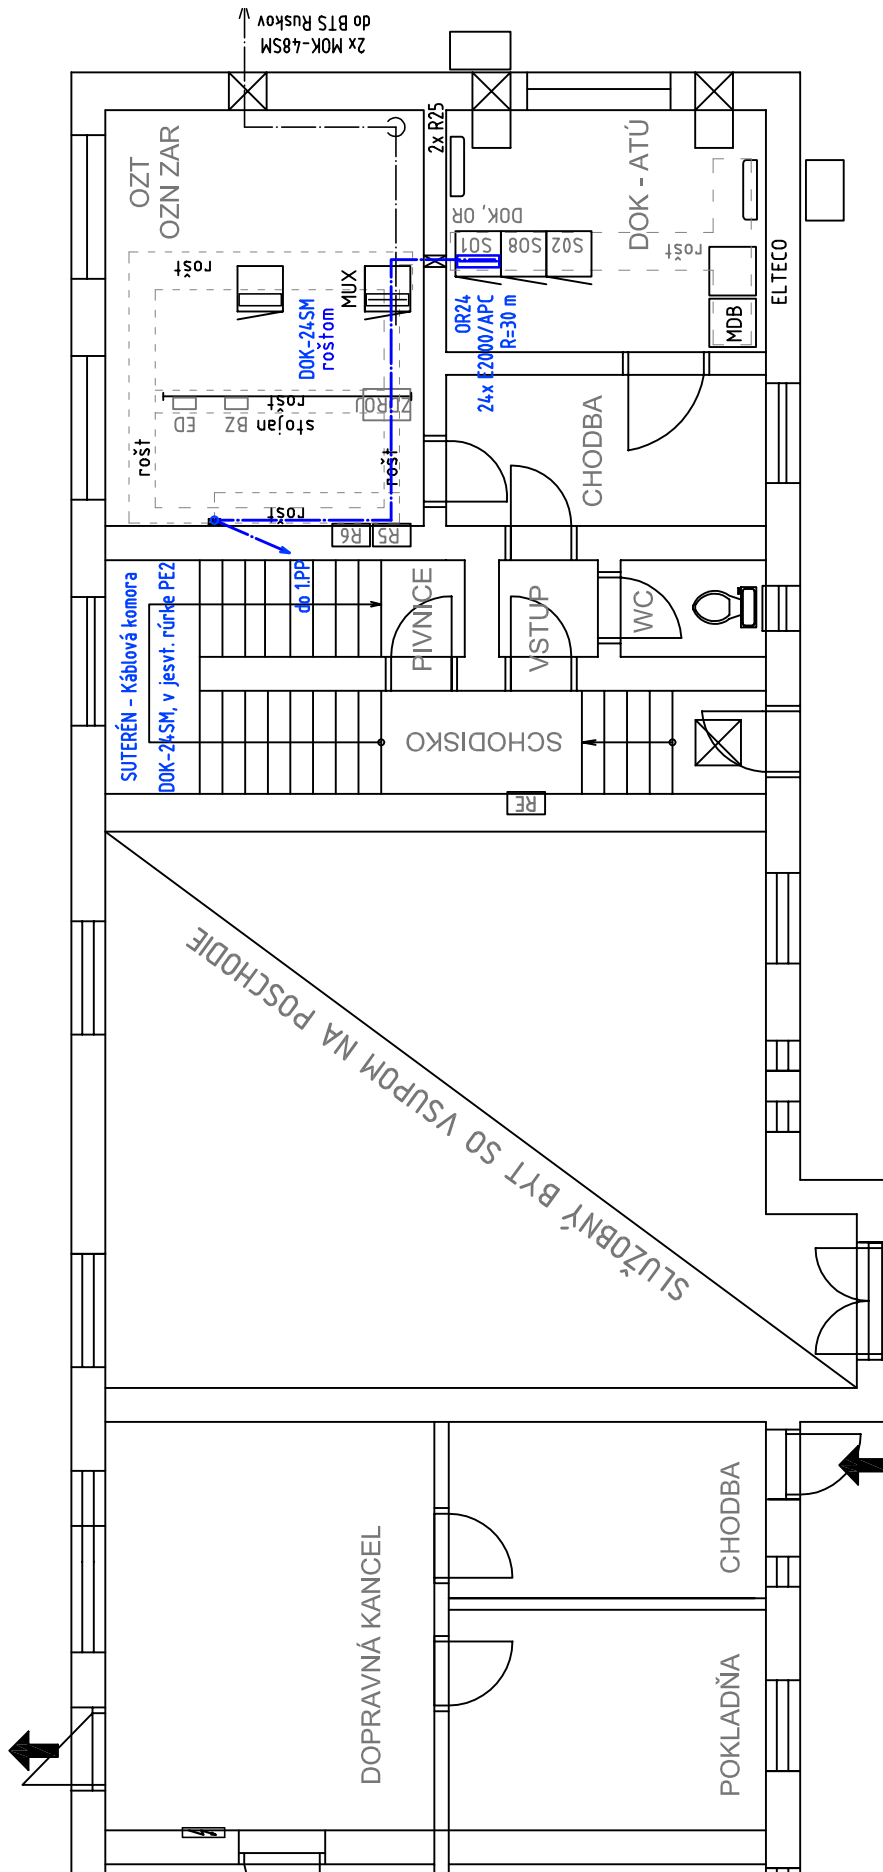 2x MOK-48SM
do BTS Ruskov
OZT
OZN ZAR
2x R25
DOK - ATÚ
DOK, OR
S01
S08
S02
rošt
MDB
ELTECO
rošt
MUX
DOK-24SM
roštom
OR24
24x E2000/APC
R=30 m
ZDROJ
rošt
stojan
BZ
ED
rošt
rošt
rošt
R6
R5
CHODBA
do 1.PP
SUTERÉN - Káblová komora
DOK-24SM, v jesvt. rúrke PE2
PIVNICE
VSTUP
WC
SCHODISKO
RE
SLUŽOBNÝ BYT SO VSUPOM NA POSCHODIE
DOPRAVNÁ KANCEL
CHODBA
POKLADŇA